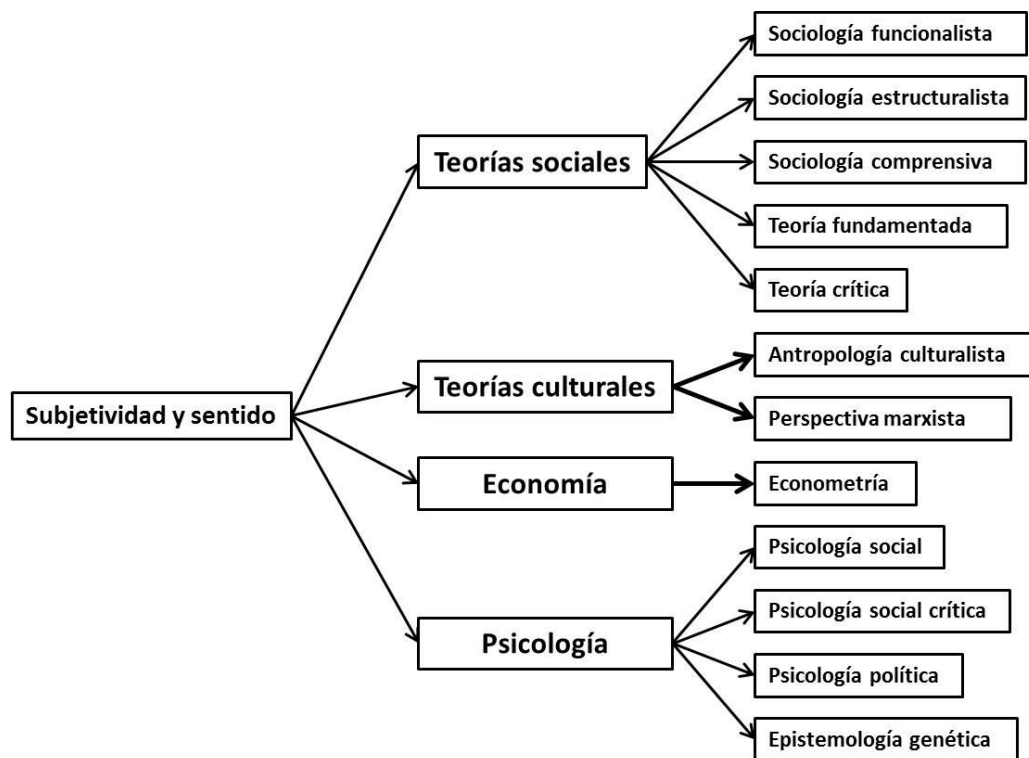 Subjetividad y sentido
Teorías sociales
Sociología funcionalista
Sociología estructuralista
Sociología comprensiva
Teoría fundamentada
Teoría crítica
Teorías culturales
Antropología culturalista
Perspectiva marxista
Economía
Econometría
Psicología
Psicología social
Psicología social crítica
Psicología política
Epistemología genética